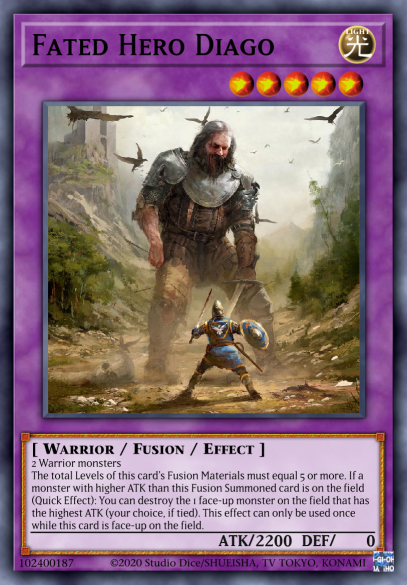 Fated Hero Diago
LIGHT
光
[ Warrior / Fusion / Effect ]
2 Warrior monsters
The total Levels of this card's Fusion Materials must equal 5 or more. If a
monster with higher ATK than this Fusion Summoned card is on the field
(Quick Effect): You can destroy the 1 face-up monster on the field that has
the highest ATK (your choice, if tied). This effect can only be used once
while this card is face-up on the field.
ATK/2200 DEF/ 0
102400187 ©2020 Studio Dice/SHUEISHA, TV TOKYO, KONAMI